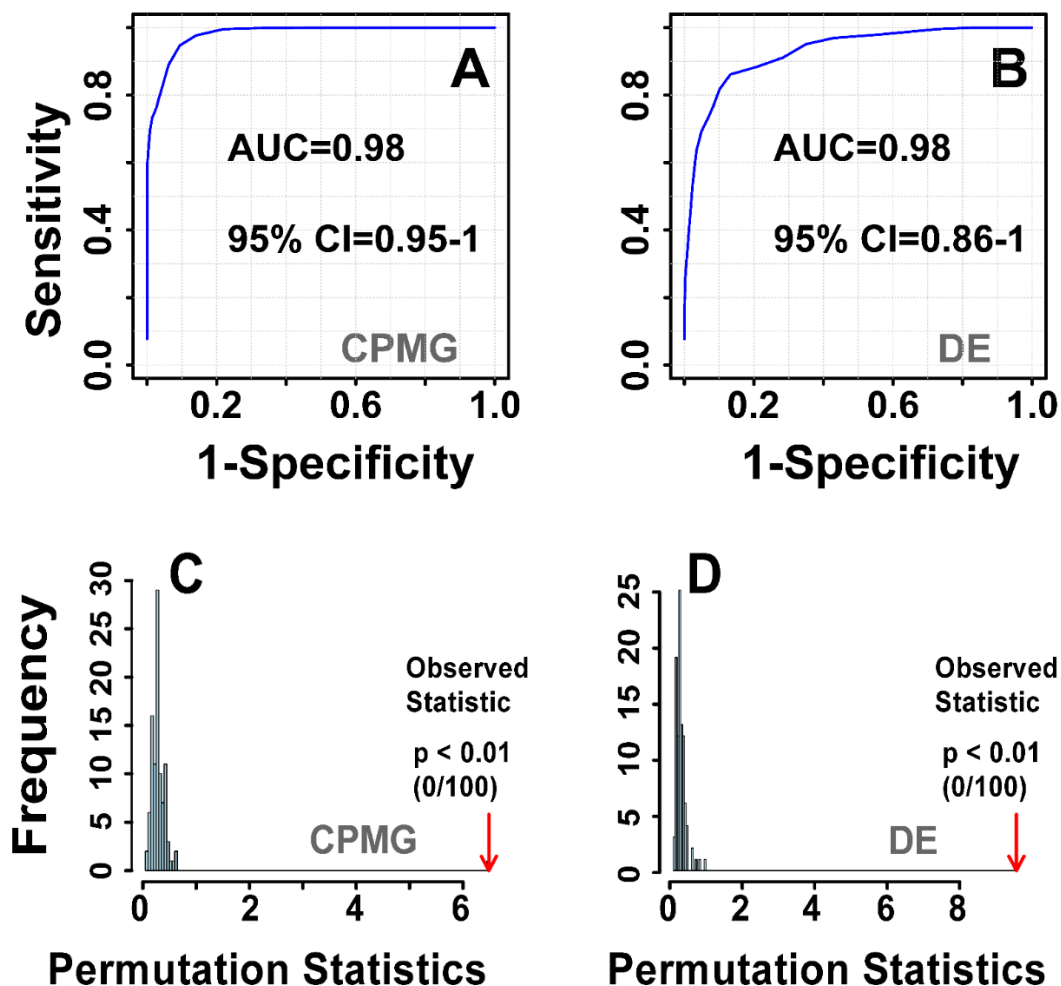 A
AUC=0.98
95% CI=0.95-1
CPMG
Sensitivity
0.0
0.4
0.8
0.2
0.6
1.0
1-Specificity
B
AUC=0.98
95% CI=0.86-1
DE
0.0
0.4
0.8
0.2
0.6
1.0
1-Specificity
C
Observed
Statistic
p < 0.01
(0/100)
CPMG
Frequency
0
5
10
15
20
25
30
0
2
4
6
Permutation Statistics
D
Observed
Statistic
p < 0.01
(0/100)
DE
0
5
10
15
20
25
0
2
4
6
8
Permutation Statistics